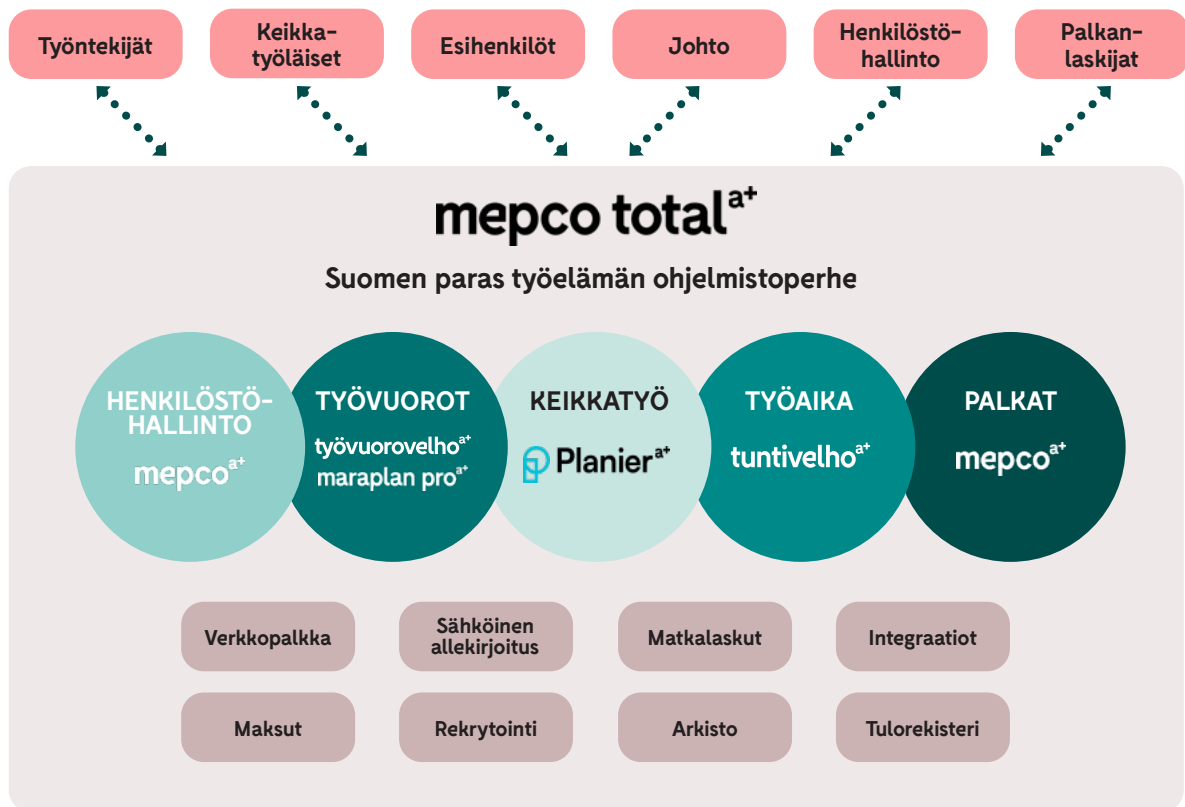 Työntekijät
Keikka-
työläiset
Esihenkilöt
Johto
Henkilöstö-
hallinto
Palkan-
laskijat
mepco total a+
Suomen paras työelämän ohjelmistoperhe
HENKILÖSTÖ-
HALLINTO
mepco a+
TYÖVUOROT
työvuorovelho a+
maraplan pro a+
KEIKKATYÖ
Planier a+
TYÖAIKA
tuntivelho a+
PALKAT
mepco a+
Verkkopalkka
Sähköinen
allekirjoitus
Matkalaskut
Integraatiot
Maksut
Rekrytointi
Arkisto
Tulorekisteri